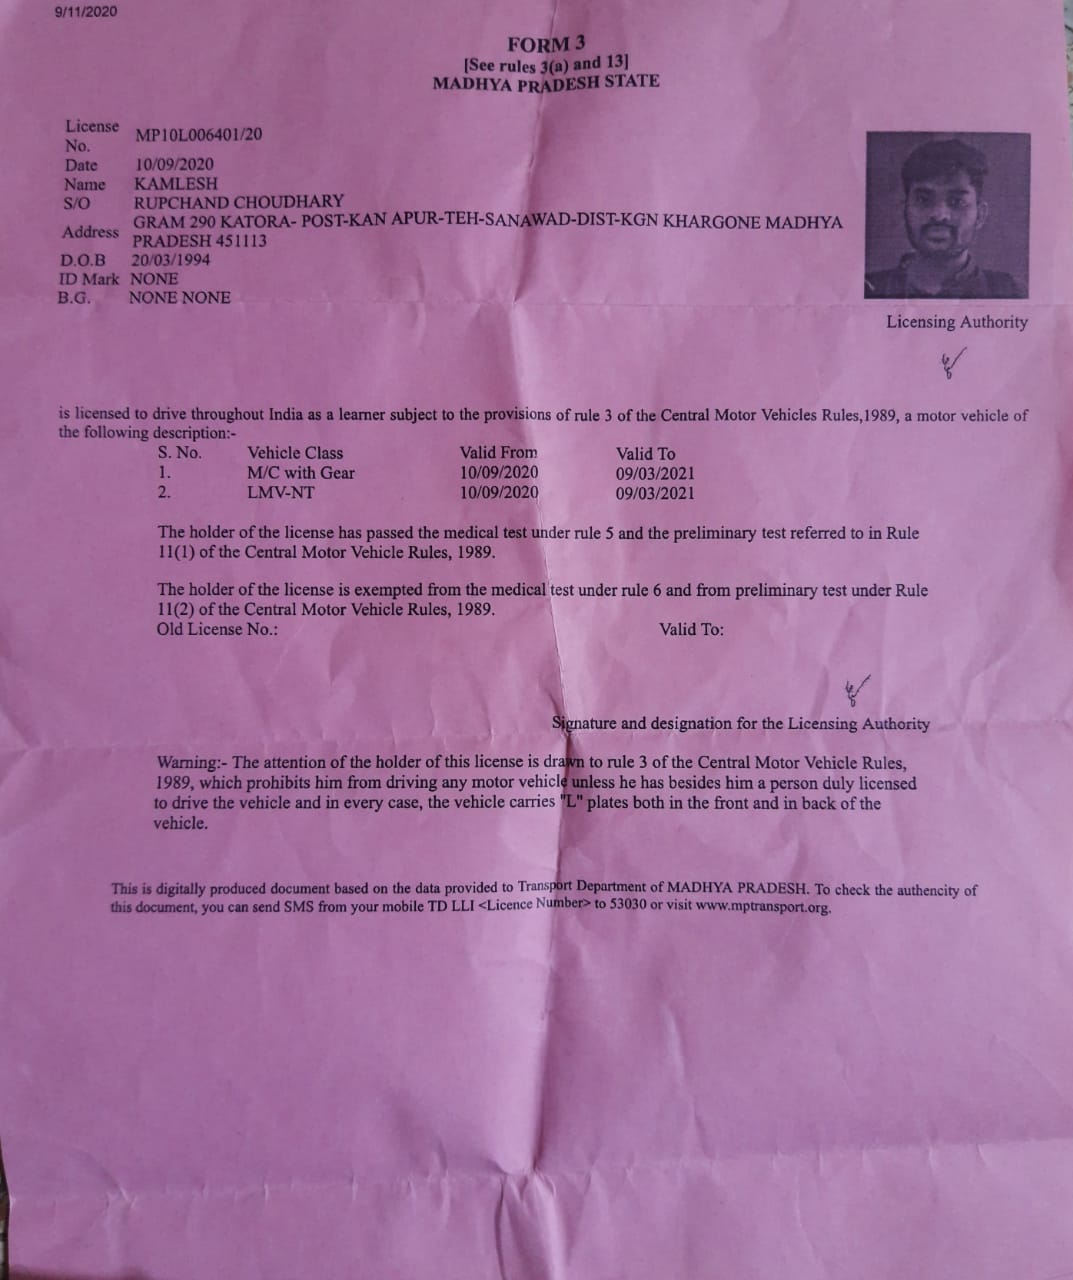 9/11/2020
FORM 3
[See rules 3(a) and 13]
MADHYA PRADESH STATE
License No. MP10L006401/20
Date 10/09/2020
Name KAMLESH
S/O RUPCHAND CHOUDHARY
Address GRAM 290 KATORA- POST-KAN APUR-TEH-SANAWAD-DIST-KGN KHARGONE MADHYA
PRADESH 451113
D.O.B 20/03/1994
ID Mark NONE
B.G. NONE NONE
Licensing Authority
is licensed to drive throughout India as a learner subject to the provisions of rule 3 of the Central Motor Vehicles Rules,1989, a motor vehicle of
the following description:-
S. No. Vehicle Class Valid From Valid To
1. M/C with Gear 10/09/2020 09/03/2021
2. LMV-NT 10/09/2020 09/03/2021
The holder of the license has passed the medical test under rule 5 and the preliminary test referred to in Rule
11(1) of the Central Motor Vehicle Rules, 1989.
The holder of the license is exempted from the medical test under rule 6 and from preliminary test under Rule
11(2) of the Central Motor Vehicle Rules, 1989.
Old License No.: Valid To:
Signature and designation for the Licensing Authority
Warning:- The attention of the holder of this license is drawn to rule 3 of the Central Motor Vehicle Rules,
1989, which prohibits him from driving any motor vehicle unless he has besides him a person duly licensed
to drive the vehicle and in every case, the vehicle carries "L" plates both in the front and in back of the
vehicle.
This is digitally produced document based on the data provided to Transport Department of MADHYA PRADESH. To check the authencity of
this document, you can send SMS from your mobile TD LLI <Licence Number> to 53030 or visit www.mptransport.org.